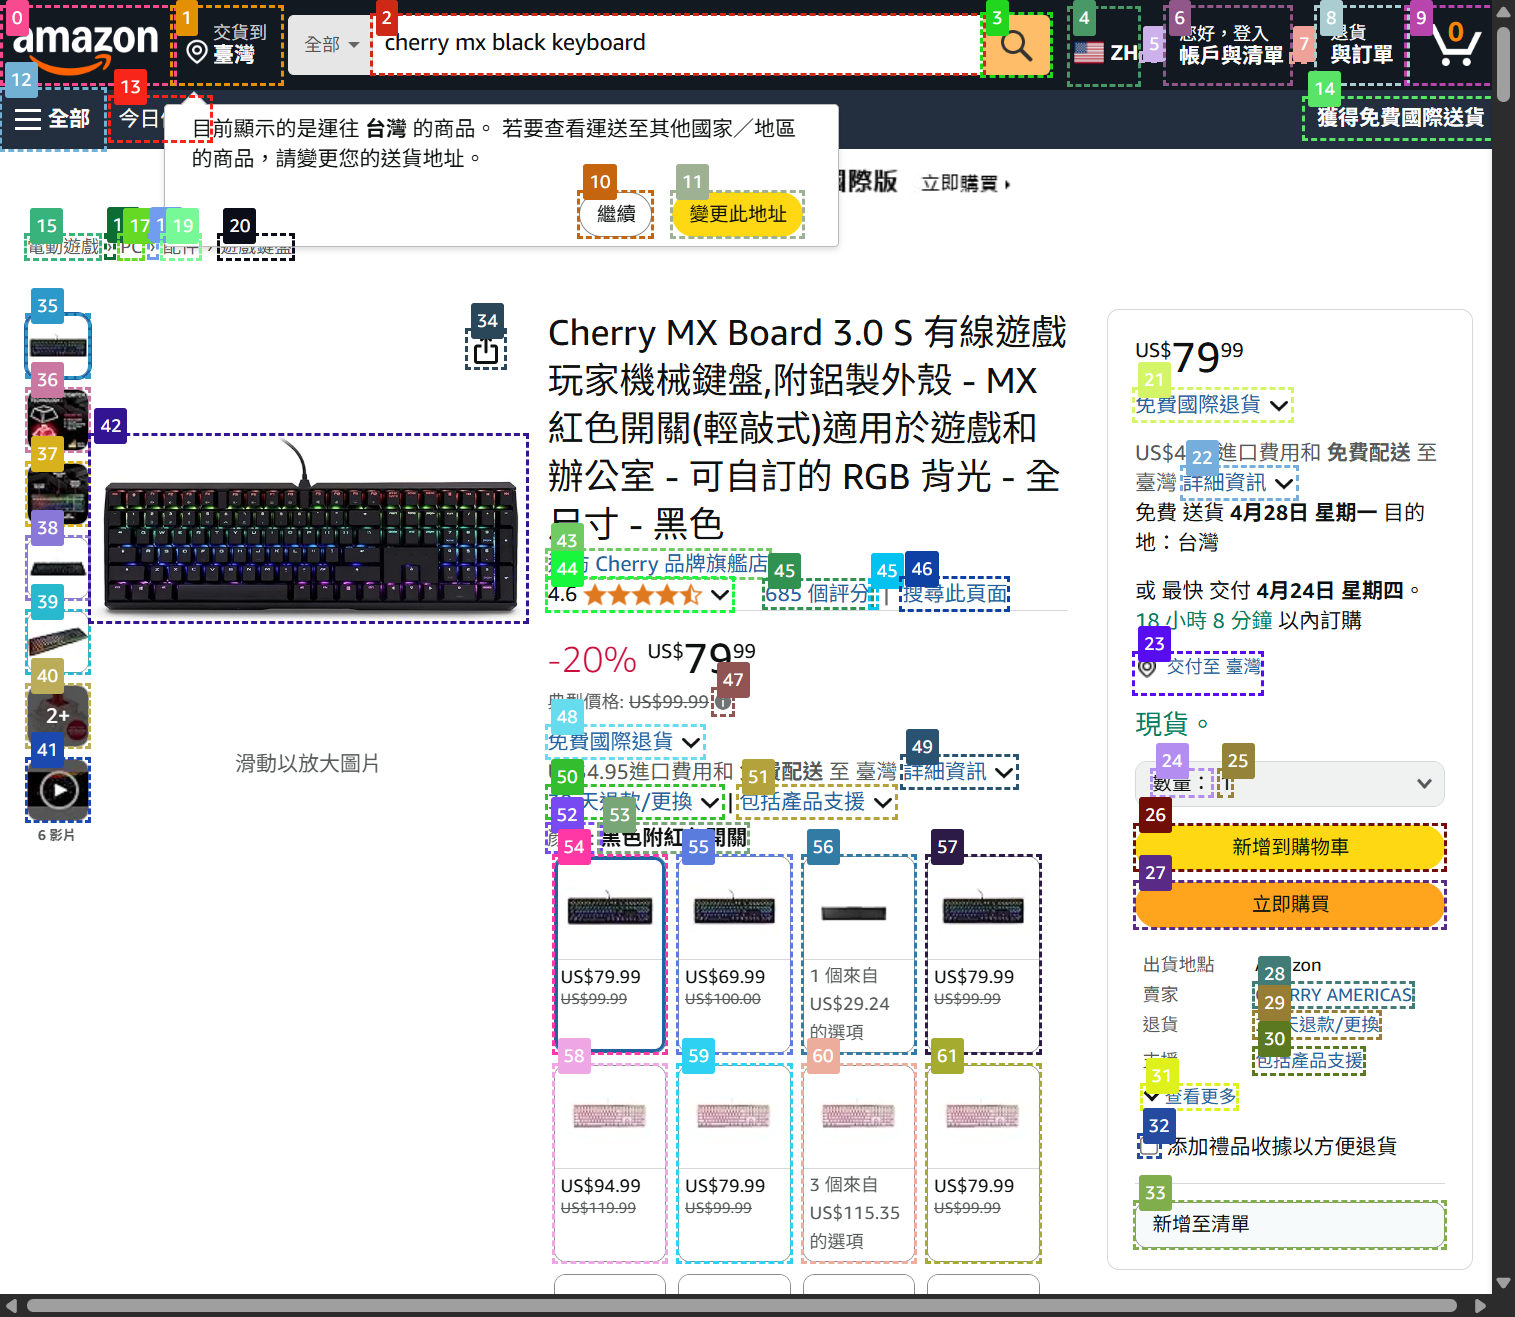 amazon
交貨到
臺灣
全部
cherry mx black keyboard
ZH
您好，登入
帳戶與清單
退貨
與訂單
0
全部
今日
獲得免費國際送貨
目前顯示的是運往 台灣 的商品。 若要查看運送至其他國家／地區
的商品，請變更您的送貨地址。
繼續
變更此地址
國際版 立即購買
電動遊戲 PC 配件 遊戲鍵盤
Cherry MX Board 3.0 S 有線遊戲
玩家機械鍵盤,附鋁製外殼 - MX
紅色開關(輕敲式)適用於遊戲和
辦公室 - 可自訂的 RGB 背光 - 全
尺寸 - 黑色
Cherry 品牌旗艦店
4.6
685 個評分
搜尋此頁面
-20% US$79.99
典型價格: US$99.99
免費國際退貨
4.95進口費用和 免費配送 至 臺灣 詳細資訊
天退款/更換 | 包括產品支援
黑色附紅色開關
US$79.99
US$99.99
US$69.99
US$100.00
1 個來自
US$29.24
的選項
US$79.99
US$99.99
US$94.99
US$119.99
US$79.99
US$99.99
3 個來自
US$115.35
的選項
US$79.99
US$99.99
2+
6 影片
滑動以放大圖片
US$79 99
免費國際退貨
US$4 進口費用和 免費配送 至
臺灣 詳細資訊
免費 送貨 4月28日 星期一 目的
地：台灣
或 最快 交付 4月24日 星期四。
18 小時 8 分鐘 以內訂購
交付至 臺灣
現貨。
數量： 1
新增到購物車
立即購買
出貨地點 Amazon
賣家 CHERRY AMERICAS
退貨 天退款/更換
支援 包括產品支援
查看更多
添加禮品收據以方便退貨
新增至清單
0
1
2
3
4
5
6
7
8
9
10
11
12
13
14
15
17
19
20
21
22
23
24
25
26
27
28
29
30
31
32
33
34
35
36
37
38
39
40
41
42
43
44
45
45
46
47
48
49
50
51
52
53
54
55
56
57
58
59
60
61